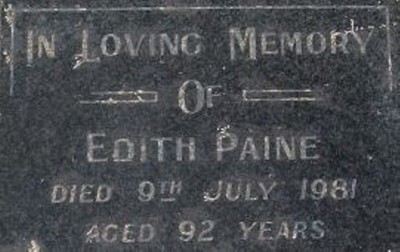 IN LOVING MEMORY
OF
EDITH PAINE
DIED 9TH JULY 1981
AGED 92 YEARS